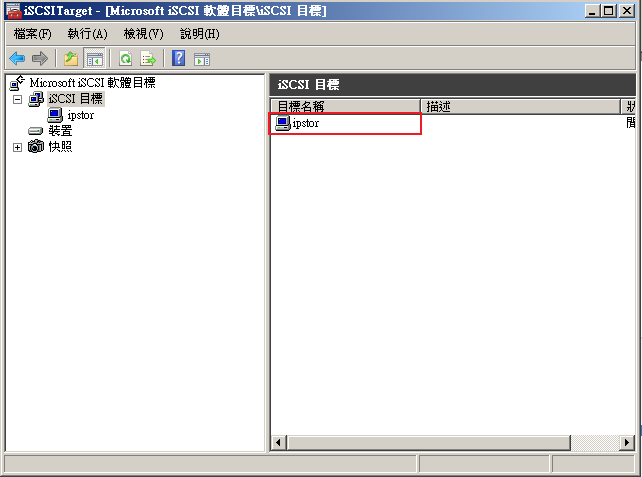 iSCSITarget - [Microsoft iSCSI 軟體目標\iSCSI 目標]
檔案(F) 執行(A) 檢視(V) 說明(H)
Microsoft iSCSI 軟體目標
iSCSI 目標
ipstor
裝置
快照
iSCSI 目標
目標名稱 描述
ipstor